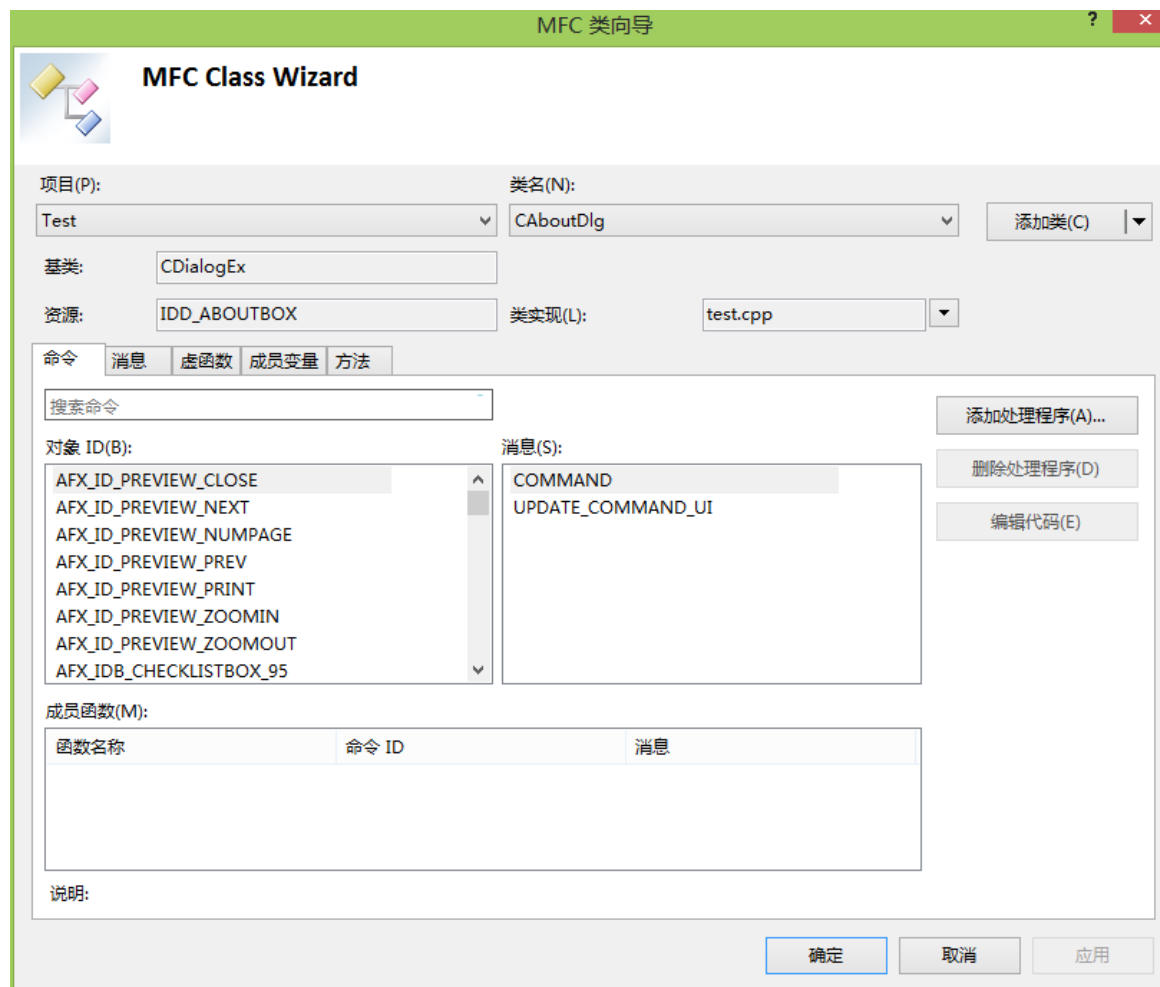 MFC 类向导
?
MFC Class Wizard
项目(P):
类名(N):
Test
CAboutDlg
添加类(C)
基类:
CDialogEx
资源:
IDD_ABOUTBOX
类实现(L):
test.cpp
命令
消息
虚函数
成员变量
方法
搜索命令
添加处理程序(A)...
对象 ID(B):
消息(S):
删除处理程序(D)
AFX_ID_PREVIEW_CLOSE
AFX_ID_PREVIEW_NEXT
AFX_ID_PREVIEW_NUMPAGE
AFX_ID_PREVIEW_PREV
AFX_ID_PREVIEW_PRINT
AFX_ID_PREVIEW_ZOOMIN
AFX_ID_PREVIEW_ZOOMOUT
AFX_IDB_CHECKLISTBOX_95
COMMAND
UPDATE_COMMAND_UI
编辑代码(E)
成员函数(M):
函数名称
命令 ID
消息
说明:
确定
取消
应用